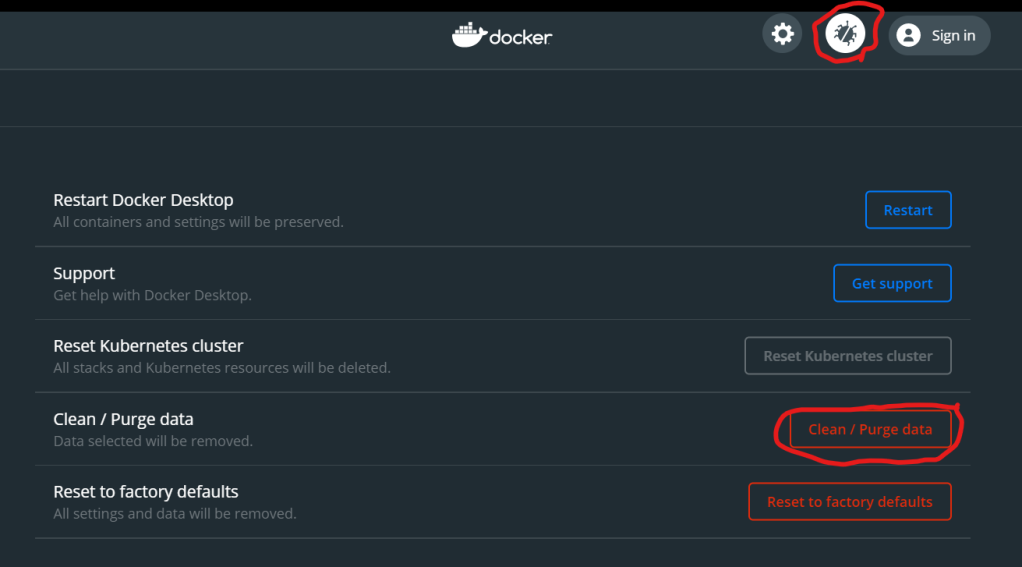 docker
Sign in
Restart Docker Desktop
All containers and settings will be preserved.
Restart
Support
Get help with Docker Desktop.
Get support
Reset Kubernetes cluster
All stacks and Kubernetes resources will be deleted.
Reset Kubernetes cluster
Clean / Purge data
Data selected will be removed.
Clean / Purge data
Reset to factory defaults
All settings and data will be removed.
Reset to factory defaults